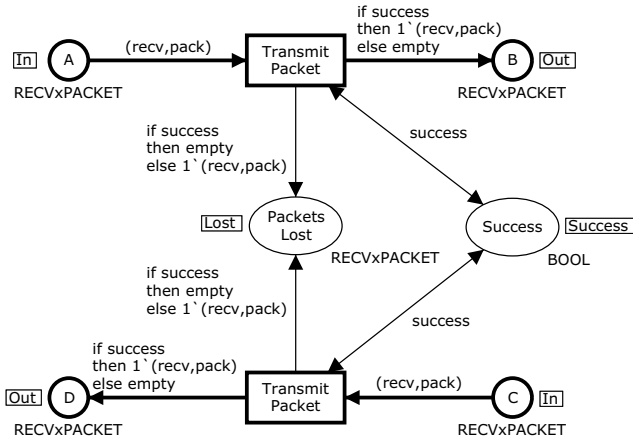 if success
then 1`(recv,pack)
else empty
(recv,pack)
In
A
Transmit
Packet
B
Out
RECVxPACKET
RECVxPACKET
if success
then empty
else 1`(recv,pack)
success
Lost
Packets
Lost
Success
Success
RECVxPACKET
BOOL
if success
then empty
else 1`(recv,pack)
success
if success
then 1`(recv,pack)
else empty
(recv,pack)
Out
D
Transmit
Packet
C
In
RECVxPACKET
RECVxPACKET